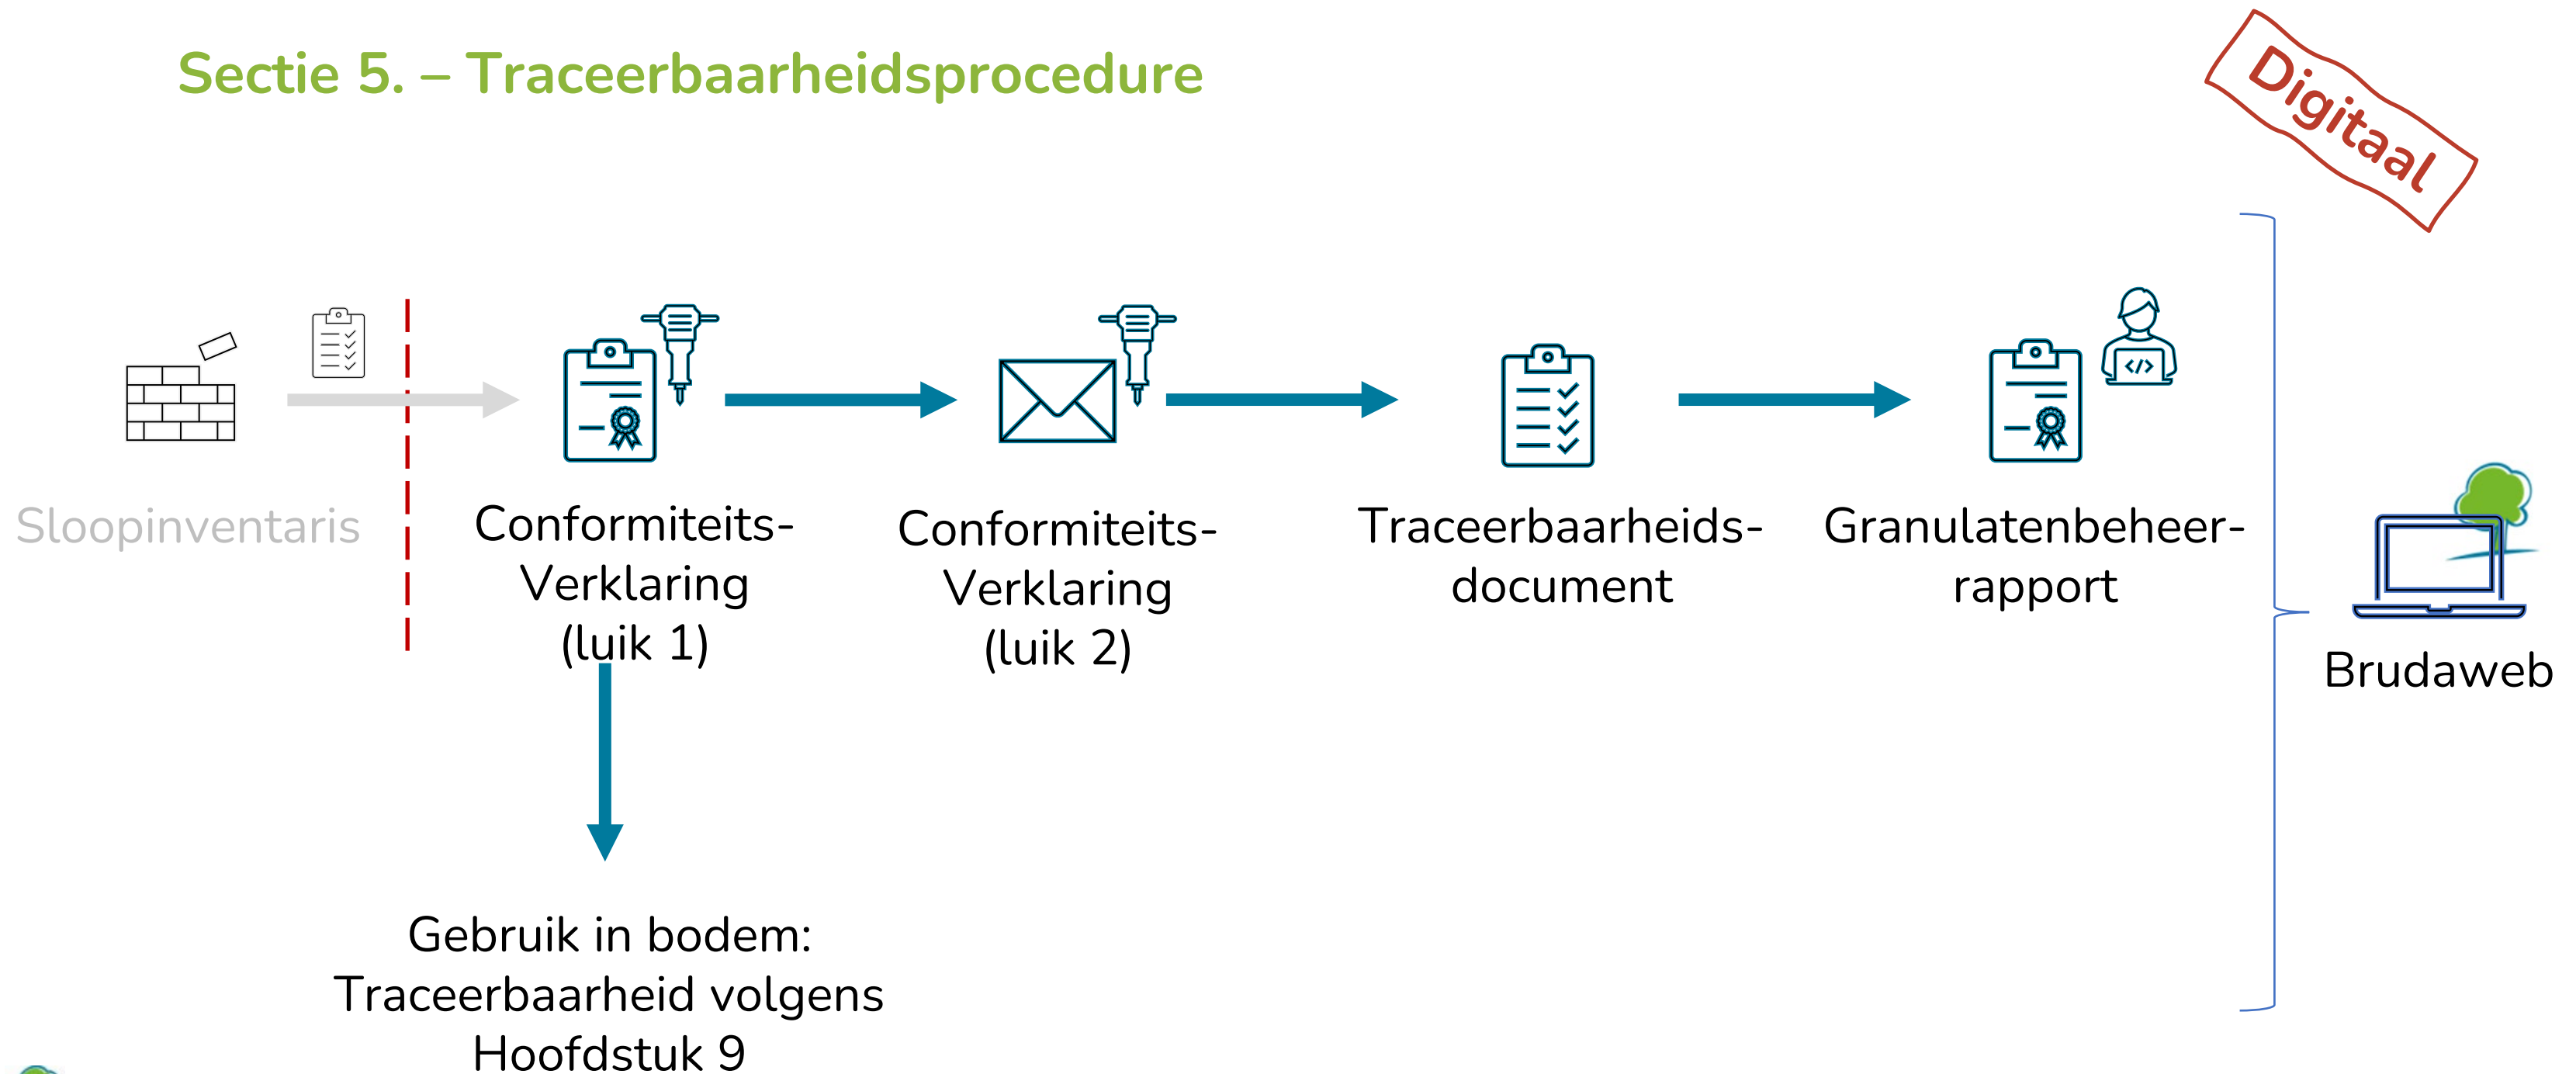 Sectie 5. – Traceerbaarheidsprocedure
Digitaal
Sloopinventaris
Conformiteits-
Verklaring
(luik 1)
Conformiteits-
Verklaring
(luik 2)
Traceerbaarheids-
document
Granulatenbeheer-
rapport
</>
Brudaweb
Gebruik in bodem:
Traceerbaarheid volgens
Hoofdstuk 9